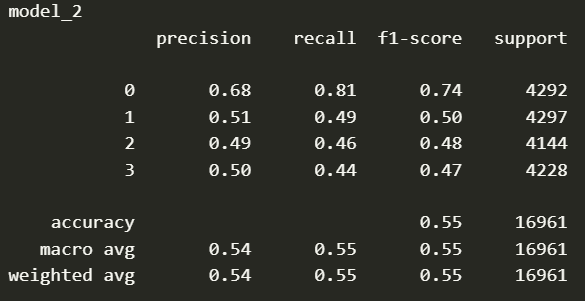 model_2
precision recall f1-score support
0 0.68 0.81 0.74 4292
1 0.51 0.49 0.50 4297
2 0.49 0.46 0.48 4144
3 0.50 0.44 0.47 4228
accuracy 0.55 16961
macro avg 0.54 0.55 0.55 16961
weighted avg 0.54 0.55 0.55 16961